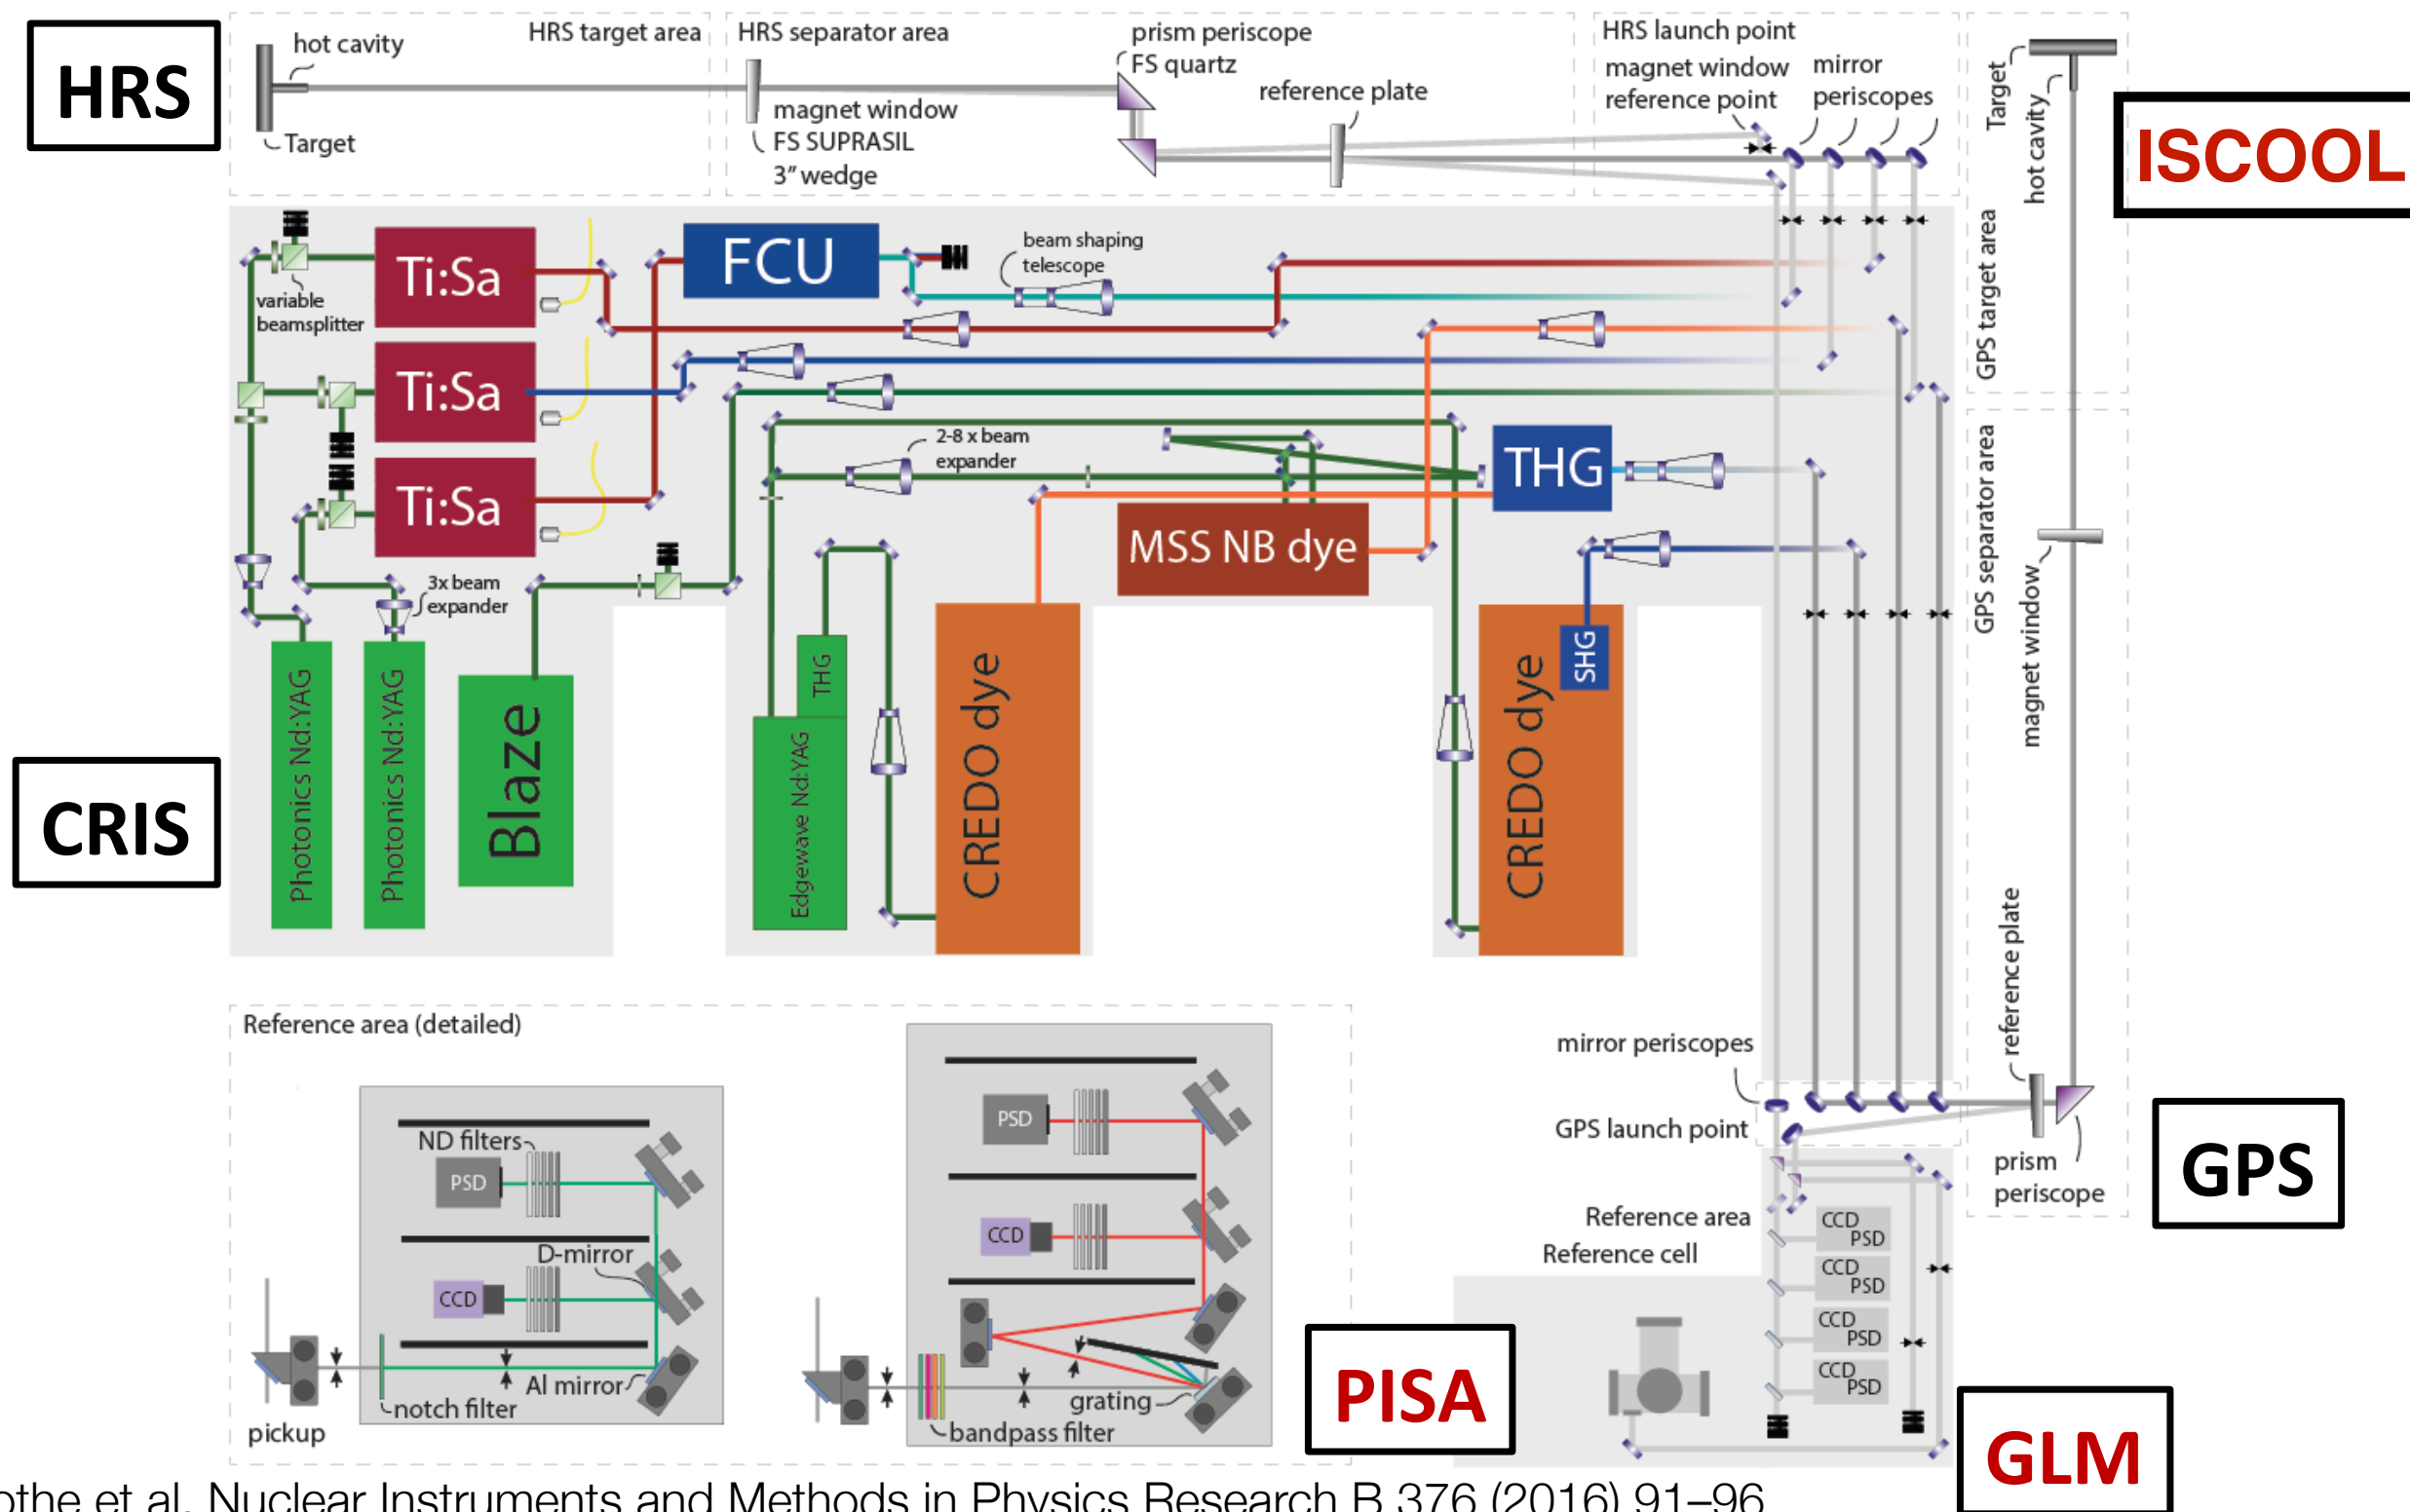 HRS
hot cavity
HRS target area
Target
HRS separator area
magnet window
FS SUPRASIL
3” wedge
prism periscope
FS quartz
reference plate
HRS launch point
magnet window
reference point
mirror
periscopes
Target
hot cavity
GPS target area
ISCOOL
Ti:Sa
FCU
beam shaping
telescope
variable
beamsplitter
Ti:Sa
2-8 x beam
expander
THG
Ti:Sa
MSS NB dye
3x beam
expander
GPS separator area
magnet window
Photonics Nd:YAG
Photonics Nd:YAG
Blaze
THG
Edgewave Nd:YAG
CREDO dye
CREDO dye
SHG
CRIS
reference plate
Reference area (detailed)
mirror periscopes
GPS launch point
prism
periscope
GPS
ND filters
PSD
D-mirror
CCD
Al mirror
notch filter
pickup
PSD
CCD
grating
bandpass filter
PISA
Reference area
Reference cell
CCD
PSD
CCD
PSD
CCD
PSD
CCD
PSD
GLM
othe et al. Nuclear Instruments and Methods in Physics Research B 376 (2016) 91–96